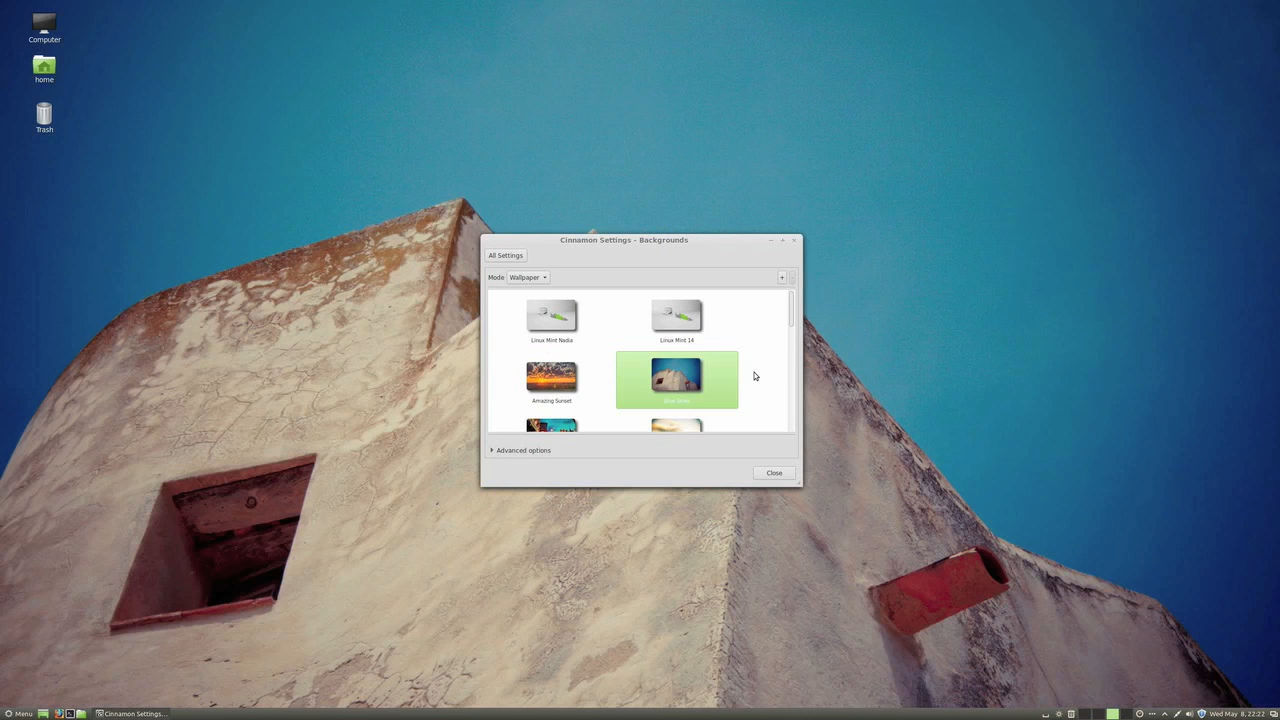 Computer
home
Trash
Cinnamon Settings - Backgrounds
All Settings
Mode Wallpaper
Linux Mint Nadia
Linux Mint 14
Amazing Sunset
Advanced options
Close
Menu
Cinnamon Settings...
Wed May 8, 22:22